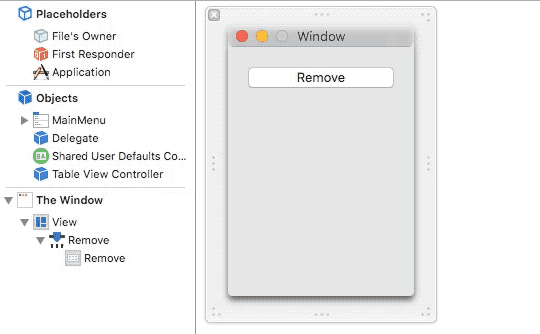 Placeholders
File's Owner
First Responder
Application
Objects
MainMenu
Delegate
Shared User Defaults Co...
Table View Controller
The Window
View
Remove
Remove
Window
Remove